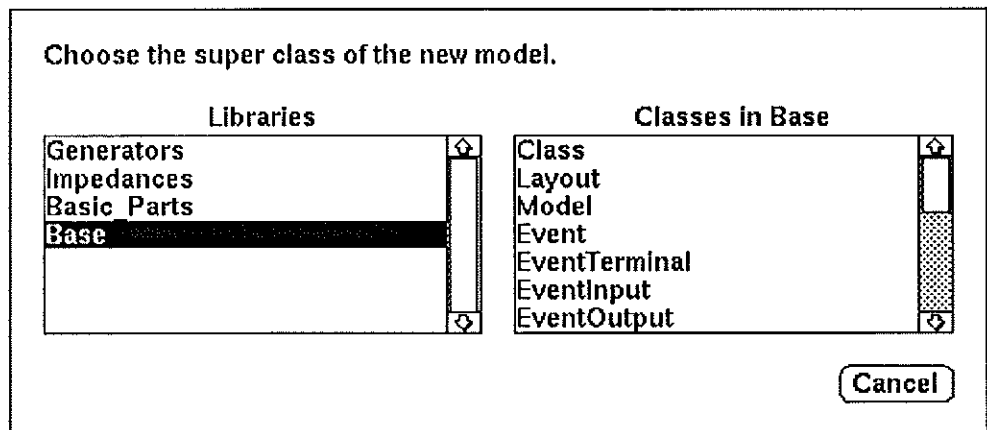 Choose the super class of the new model.
Libraries
Generators
Impedances
Basic_Parts
Base
Classes in Base
Class
Layout
Model
Event
EventTerminal
EventInput
EventOutput
Cancel